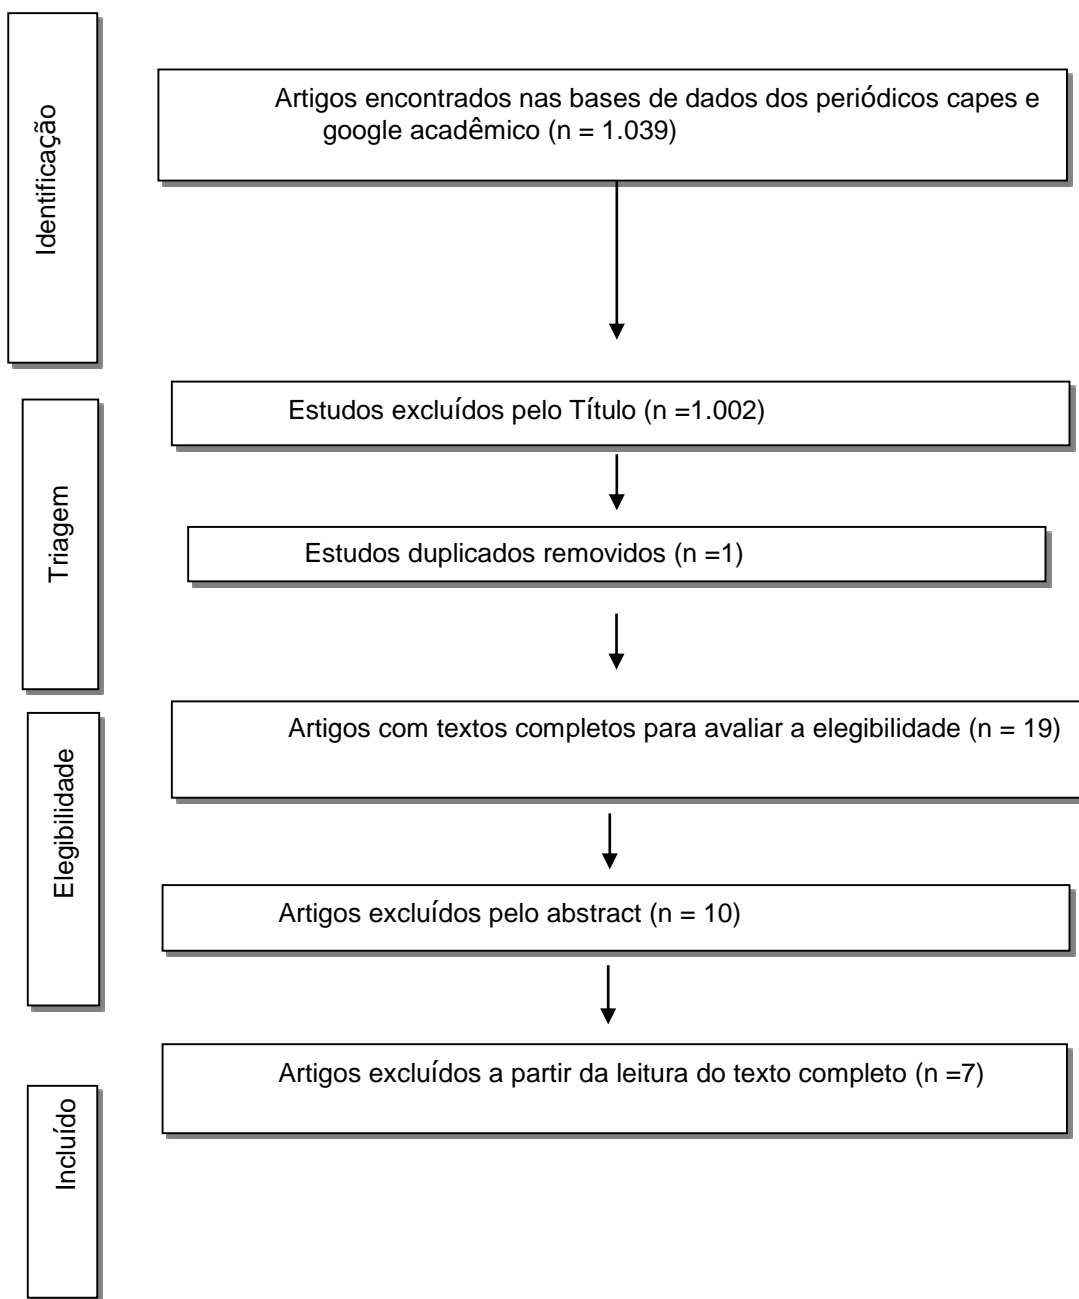 Identificação
Artigos encontrados nas bases de dados dos periódicos capes e
google acadêmico (n = 1.039)
Triagem
Estudos excluídos pelo Título (n =1.002)
Estudos duplicados removidos (n =1)
Elegibilidade
Artigos com textos completos para avaliar a elegibilidade (n = 19)
Artigos excluídos pelo abstract (n = 10)
Incluído
Artigos excluídos a partir da leitura do texto completo (n =7)